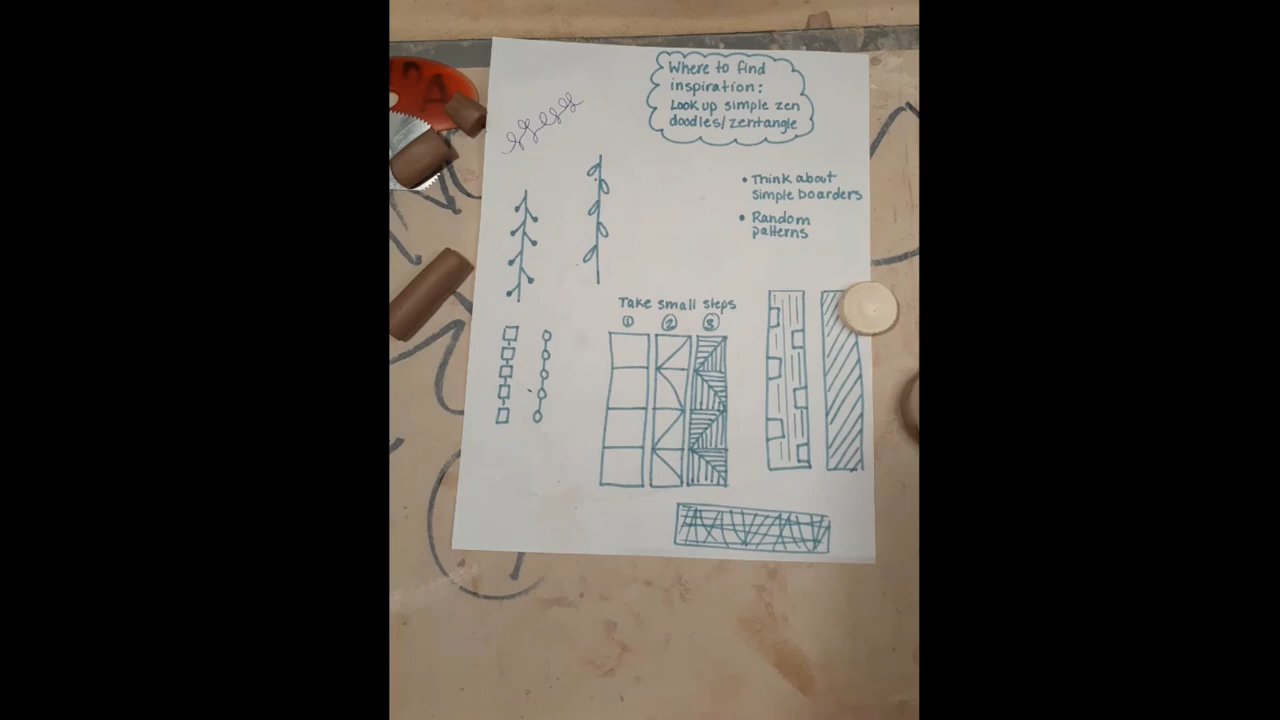 Where to find
inspiration:
Look up simple zen
doodles/zentangle
• Think about
simple boarders
• Random
patterns
Take small steps
1 2 3